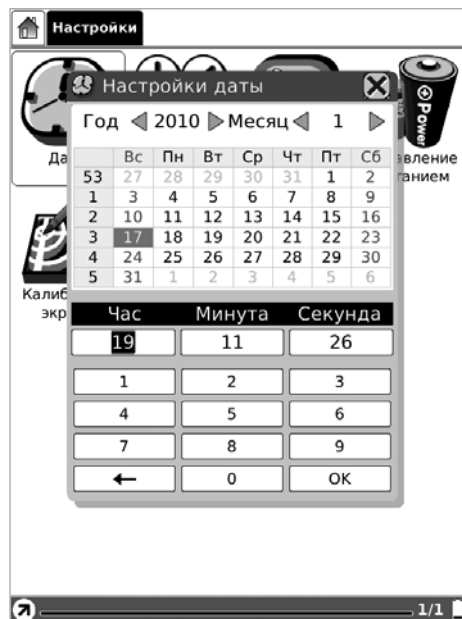 Настройки
Настройки даты
Год 2010 Месяц 1
Да
Power
вление
танием
Вс Пн Вт Ср Чт Пт Сб
53 27 28 29 30 31 1 2
1 3 4 5 6 7 8 9
2 10 11 12 13 14 15 16
3 17 18 19 20 21 22 23
4 24 25 26 27 28 29 30
5 31 1 2 3 4 5 6
Калиб
экр
Час Минута Секунда
19 11 26
1 2 3
4 5 6
7 8 9
← 0 OK
1/1